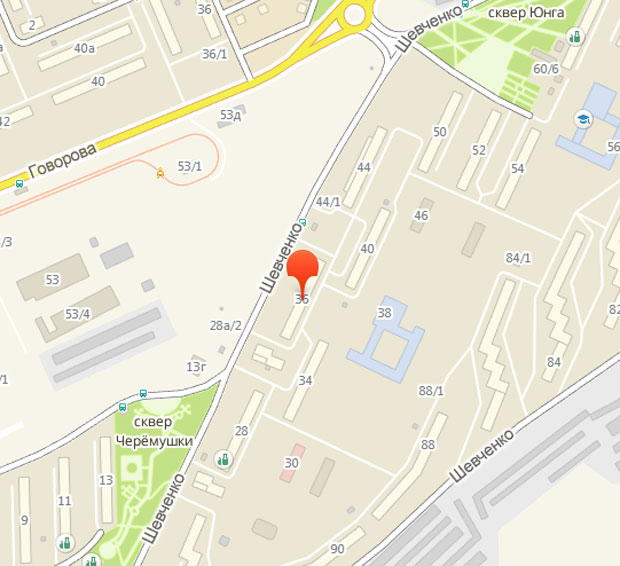 36
сквер Юнга
2
Шевченко
40а
36/1
60/6
40
53д
42
50
56
52
Говорова
44
54
53/1
44/1
46
40
Шевченко
84/1
53
36
53/4
38
82
28а/2
84
13г
34
88/1
/1
сквер
Черёмушки
28
88
Шевченко
30
13
11
9
Шевченко
90